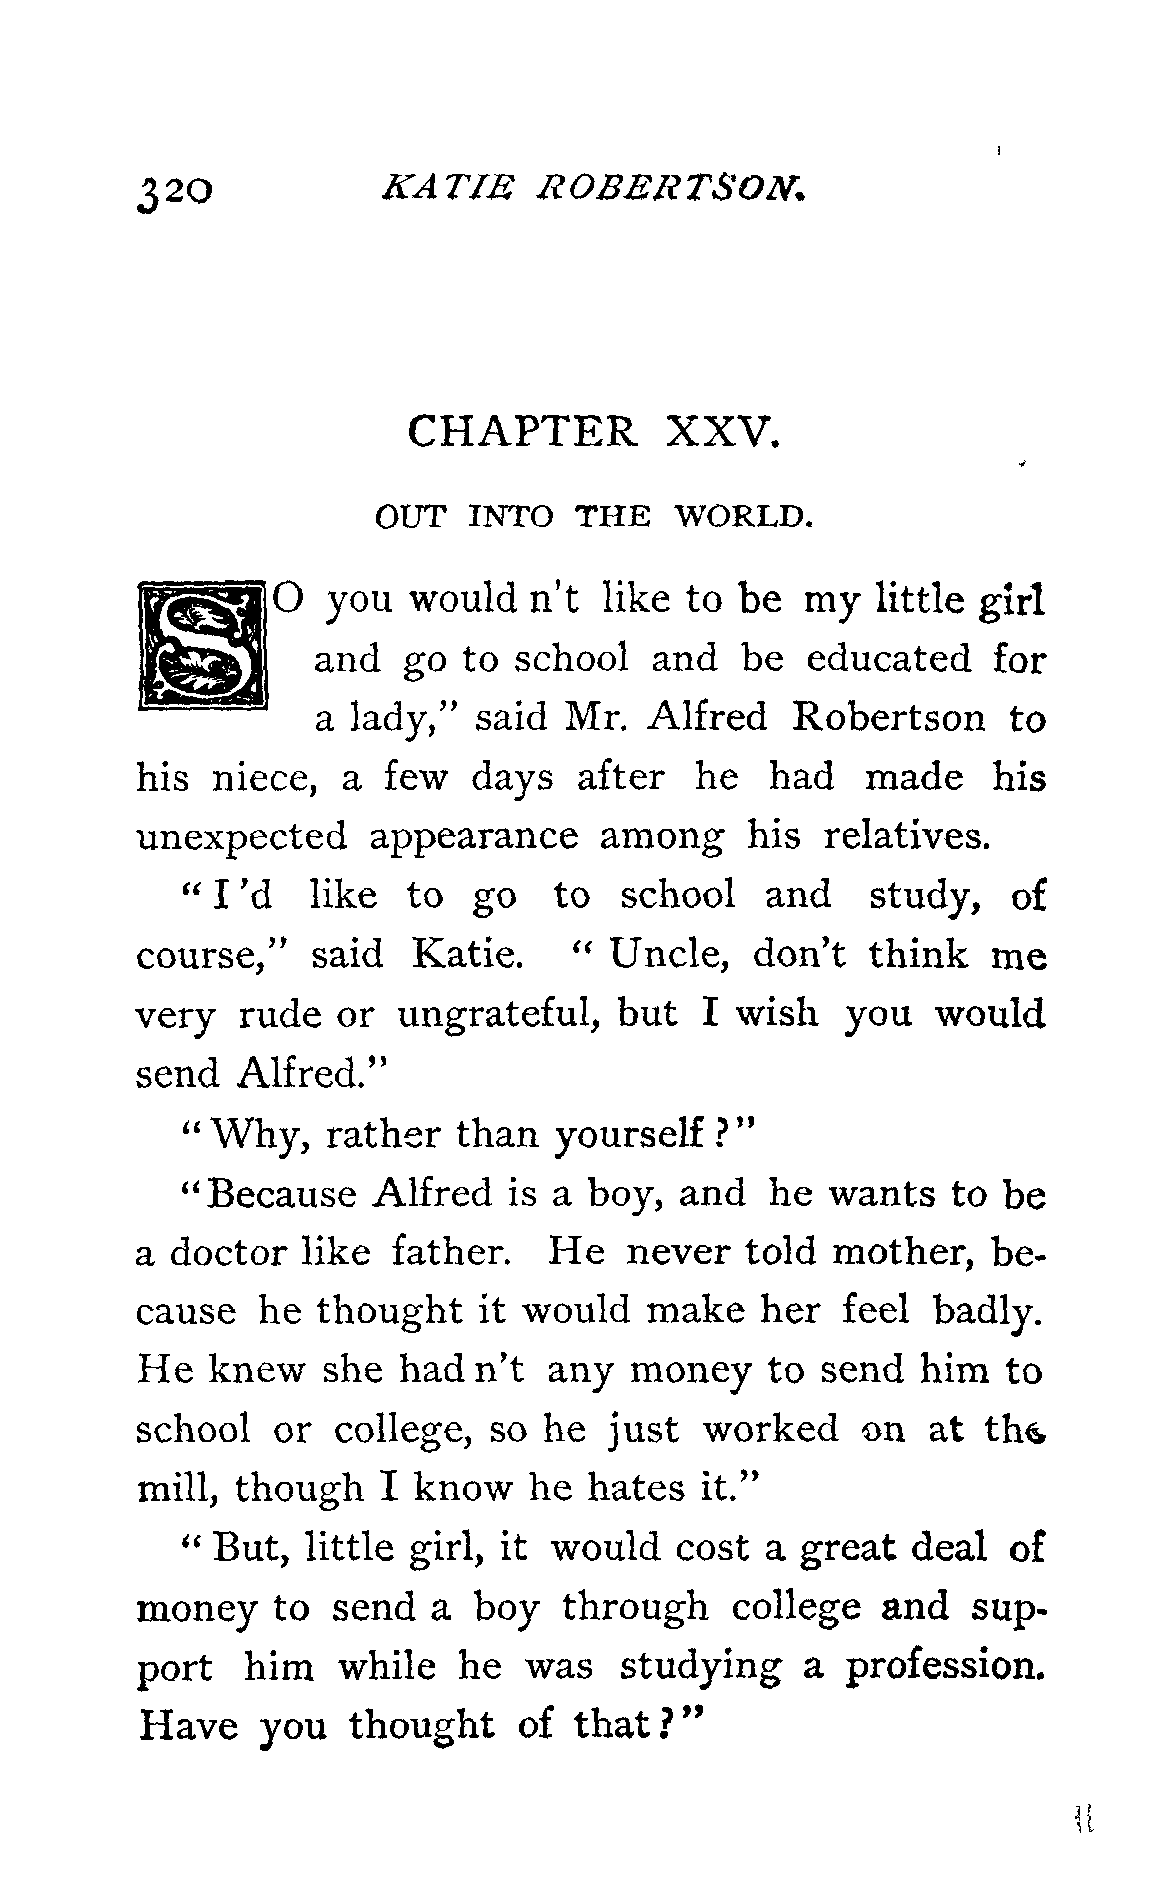 320 KATIE ROBERTSON.
CHAPTER XXV.
OUT INTO THE WORLD.
SO you would n't like to be my little girl
and go to school and be educated for
a lady," said Mr. Alfred Robertson to
his niece, a few days after he had made his
unexpected appearance among his relatives.
"I 'd like to go to school and study, of
course," said Katie. "Uncle, don't think me
very rude or ungrateful, but I wish you would
send Alfred."
"Why, rather than yourself?"
"Because Alfred is a boy, and he wants to be
a doctor like father. He never told mother, be-
cause he thought it would make her feel badly.
He knew she had n't any money to send him to
school or college, so he just worked on at the
mill, though I know he hates it."
"But, little girl, it would cost a great deal of
money to send a boy through college and sup-
port him while he was studying a profession.
Have you thought of that?"